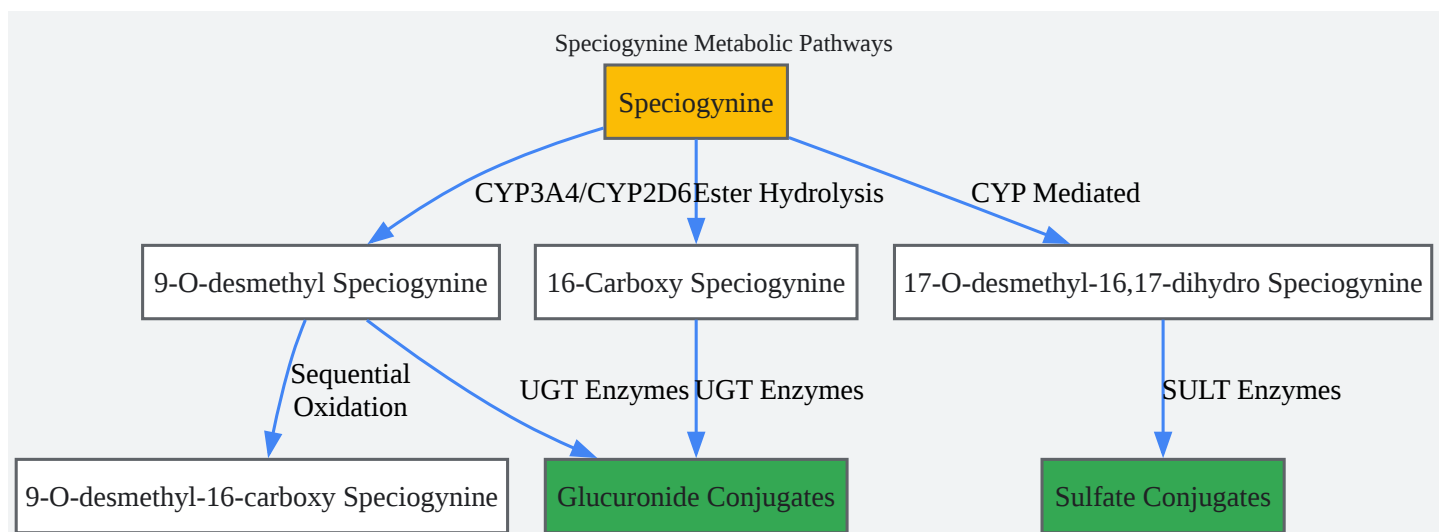 Speciogynine Metabolic Pathways
Speciogynine
CYP3A4/CYP2D6
Ester Hydrolysis
CYP Mediated
9-O-desmethyl Speciogynine
16-Carboxy Speciogynine
17-O-desmethyl-16,17-dihydro Speciogynine
Sequential
Oxidation
UGT Enzymes
UGT Enzymes
SULT Enzymes
9-O-desmethyl-16-carboxy Speciogynine
Glucuronide Conjugates
Sulfate Conjugates